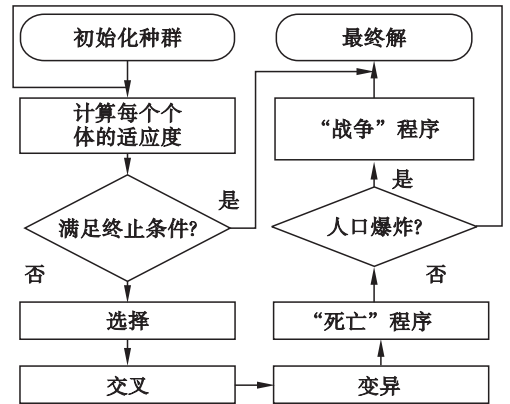 初始化种群
计算每个个
体的适应度
满足终止条件?
是
否
选择
交叉
变异
“死亡”程序
人口爆炸?
是
否
“战争”程序
最终解